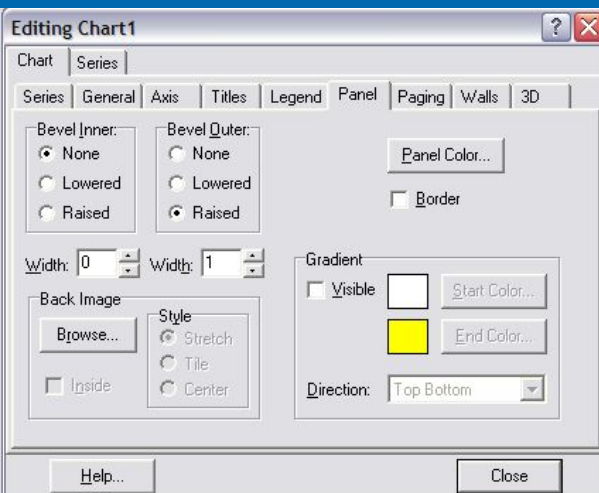 Editing Chart1
Chart Series
Series General Axis Titles Legend Panel Paging Walls 3D
Bevel Inner: Bevel Outer:
None None Panel Color...
Lowered Lowered
Raised Raised Border
Width: 0 Width: 1
Gradient
Visible Start Color...
Back Image
Style
Browse... Stretch End Color...
Tile
Inside Center Direction: Top Bottom
Help... Close